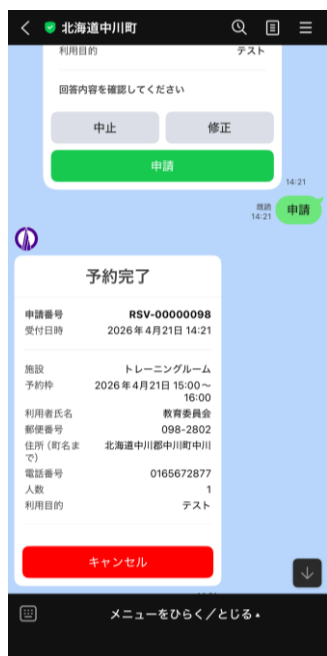 北海道中川町
利用目的 テスト
回答内容を確認してください
中止 修正
申請
14:21
既読
14:21
申請
予約完了
申請番号 RSV-00000098
受付日時 2026年4月21日 14:21
施設 トレーニングルーム
予約枠 2026年4月21日 15:00～
16:00
利用者氏名 教育委員会
郵便番号 098-2802
住所（町名ま 北海道中川郡中川町中川
で）
電話番号 0165672877
人数 1
利用目的 テスト
キャンセル
メニューをひらく／とじる▲